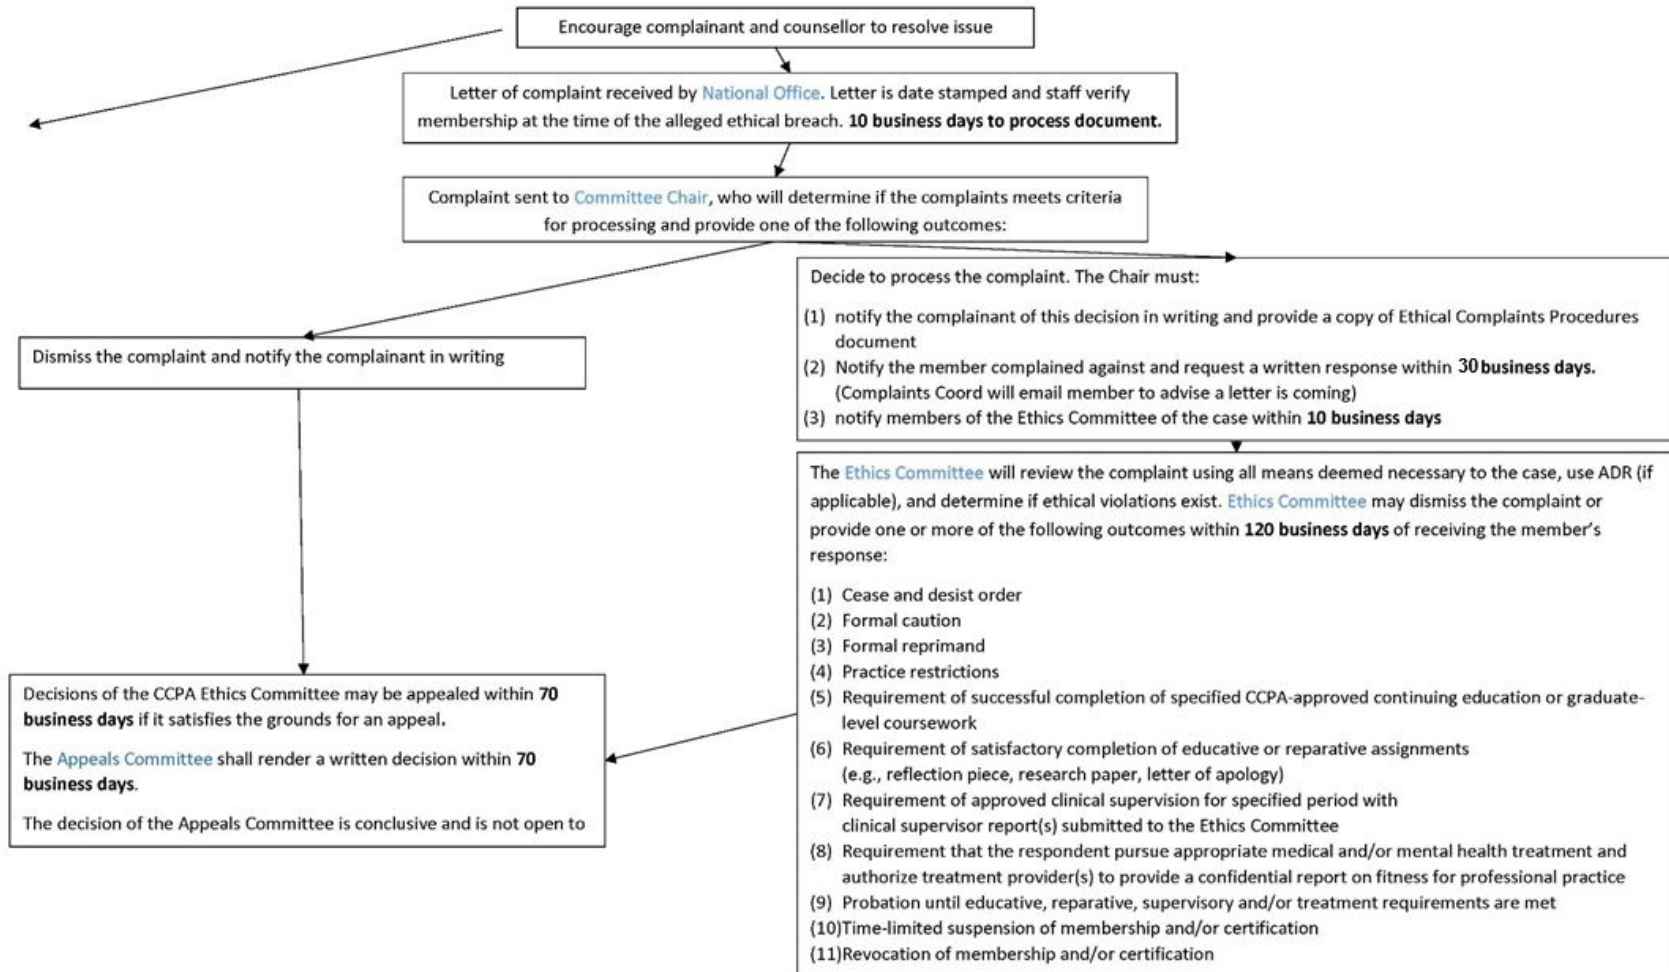 Encourage complainant and counsellor to resolve issue
Letter of complaint received by National Office. Letter is date stamped and staff verify
membership at the time of the alleged ethical breach. 10 business days to process document.
Complaint sent to Committee Chair, who will determine if the complaints meets criteria
for processing and provide one of the following outcomes:
Dismiss the complaint and notify the complainant in writing
Decide to process the complaint. The Chair must:
(1) notify the complainant of this decision in writing and provide a copy of Ethical Complaints Procedures
document
(2) Notify the member complained against and request a written response within 30 business days.
(Complaints Coord will email member to advise a letter is coming)
(3) notify members of the Ethics Committee of the case within 10 business days
The Ethics Committee will review the complaint using all means deemed necessary to the case, use ADR (if
applicable), and determine if ethical violations exist. Ethics Committee may dismiss the complaint or
provide one or more of the following outcomes within 120 business days of receiving the member's
response:
(1) Cease and desist order
(2) Formal caution
(3) Formal reprimand
(4) Practice restrictions
(5) Requirement of successful completion of specified CCPA-approved continuing education or graduate-
level coursework
(6) Requirement of satisfactory completion of educative or reparative assignments
(e.g., reflection piece, research paper, letter of apology)
(7) Requirement of approved clinical supervision for specified period with
clinical supervisor report(s) submitted to the Ethics Committee
(8) Requirement that the respondent pursue appropriate medical and/or mental health treatment and
authorize treatment provider(s) to provide a confidential report on fitness for professional practice
(9) Probation until educative, reparative, supervisory and/or treatment requirements are met
(10)Time-limited suspension of membership and/or certification
(11)Revocation of membership and/or certification
Decisions of the CCPA Ethics Committee may be appealed within 70
business days if it satisfies the grounds for an appeal.
The Appeals Committee shall render a written decision within 70
business days.
The decision of the Appeals Committee is conclusive and is not open to